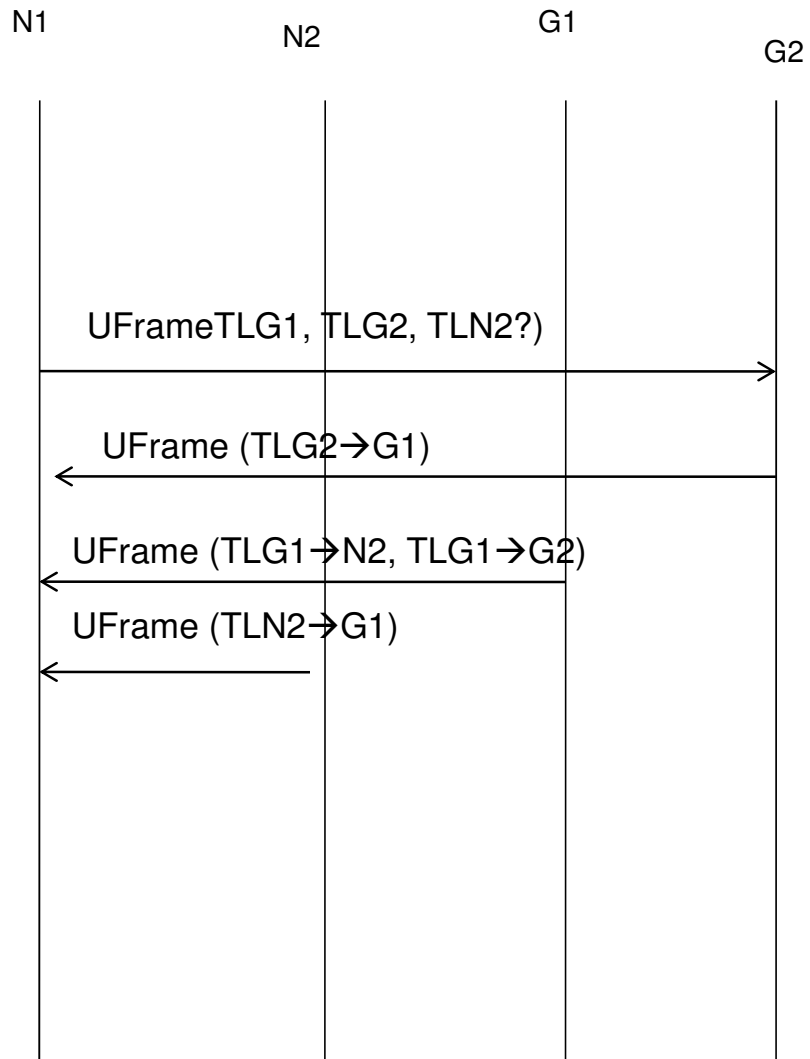 N1
N2
G1
G2
UFrameTLG1, TLG2, TLN2?)
UFrame (TLG2→G1)
UFrame (TLG1→N2, TLG1→G2)
UFrame (TLN2→G1)